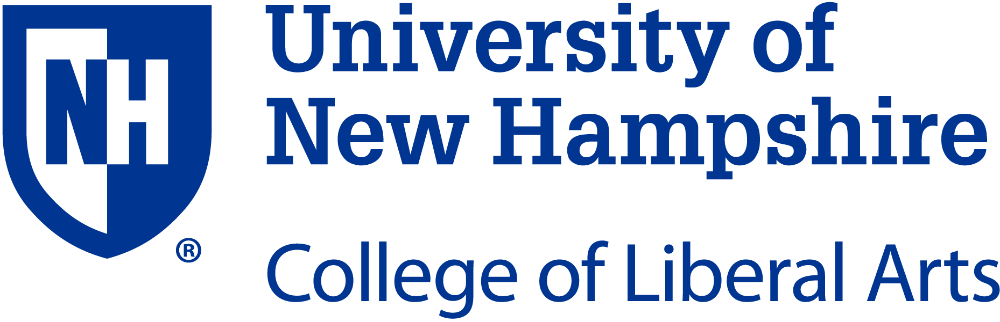 NH
®
University of
New Hampshire
College of Liberal Arts